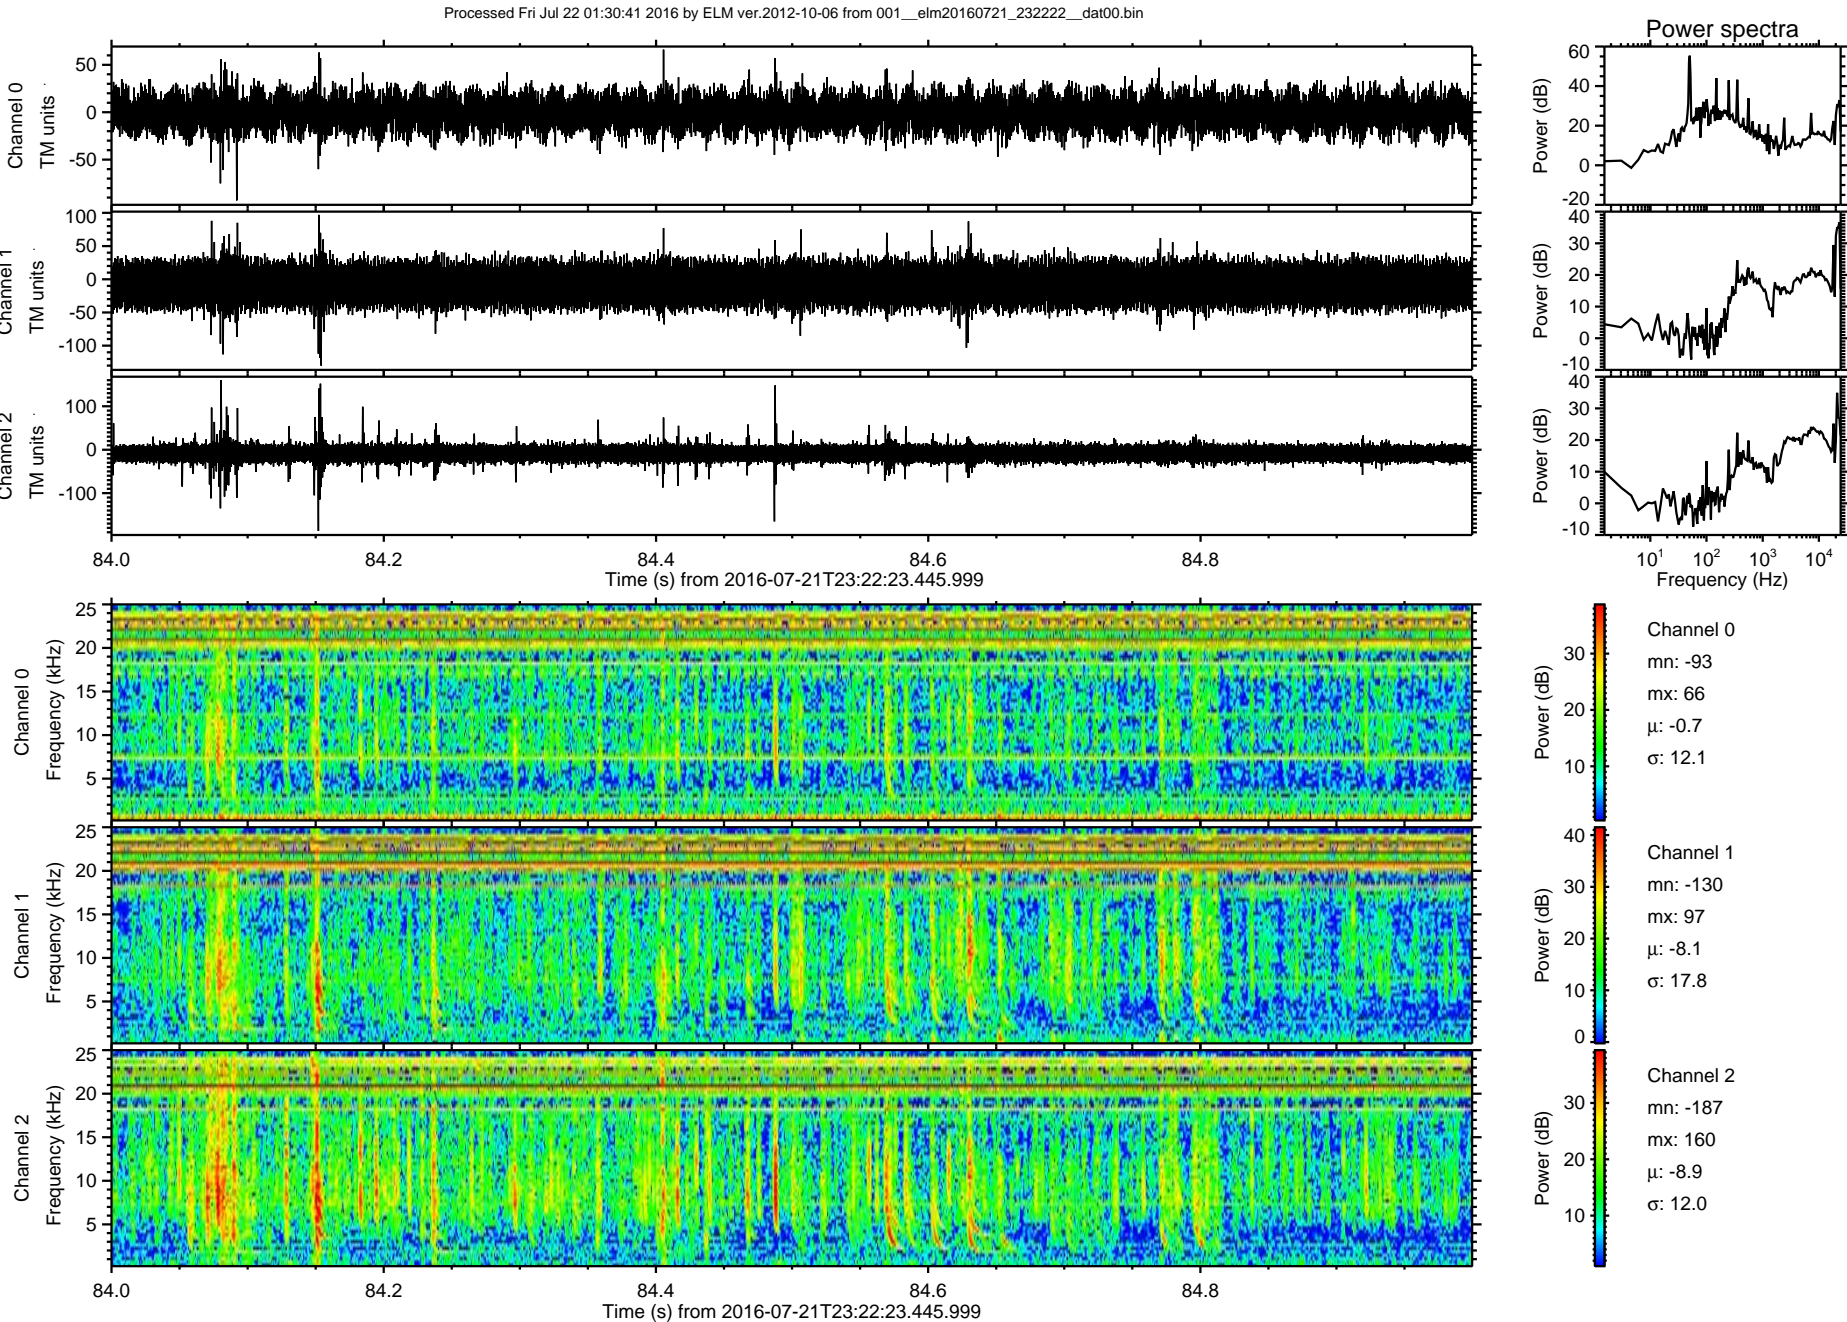 Processed Fri Jul 22 01:30:41 2016 by ELM ver.2012-10-06 from 001__elm20160721_232222__dat00.bin
Power spectra
Channel 0
TM units
50
0
-50
Power (dB)
60
40
20
0
-20
Channel 1
TM units
100
50
0
-50
-100
Power (dB)
40
30
20
10
0
-10
Channel 2
TM units
100
0
-100
Power (dB)
40
30
20
10
0
-10
84.0 84.2 84.4 84.6 84.8
Time (s) from 2016-07-21T23:22:23.445.999
10^1 10^2 10^3 10^4
Frequency (Hz)
Channel 0
Frequency (kHz)
25
20
15
10
5
Power (dB)
30
20
10
Channel 0
mn: -93
mx: 66
μ: -0.7
σ: 12.1
Channel 1
Frequency (kHz)
25
20
15
10
5
Power (dB)
40
30
20
10
0
Channel 1
mn: -130
mx: 97
μ: -8.1
σ: 17.8
Channel 2
Frequency (kHz)
25
20
15
10
5
Power (dB)
30
20
10
Channel 2
mn: -187
mx: 160
μ: -8.9
σ: 12.0
84.0 84.2 84.4 84.6 84.8
Time (s) from 2016-07-21T23:22:23.445.999